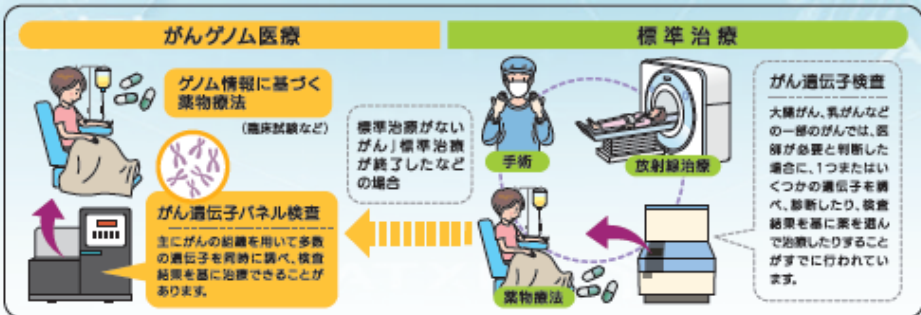 がんゲノム医療
標準治療
ゲノム情報に基づく
薬物療法
(臨床試験など)
がん遺伝子パネル検査
主にがんの組織を用いて多数
の遺伝子を同時に調べ、検査
結果を基に治療できることが
あります。
標準治療がない
がん」標準治療
が終了したなど
の場合
手術
放射線治療
薬物療法
がん遺伝子検査
大腸がん、乳がんなど
の一部のがんでは、医
師が必要と判断した
場合に、1つまたはい
くつかの遺伝子を調
べ、診断したり、検査
結果を基に薬を選ん
で治療したりすること
がすでに行われてい
ます。